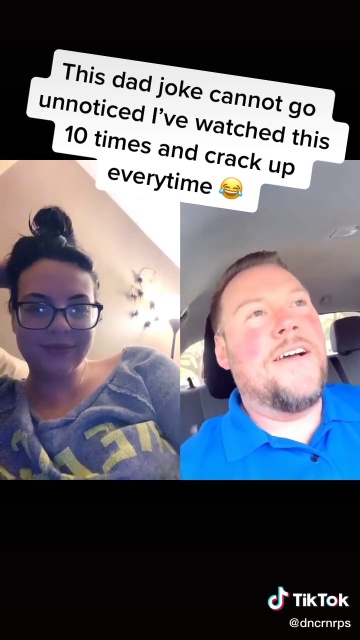 This dad joke cannot go
unnoticed I've watched this
10 times and crack up
everytime 😂
TikTok
@dncrnrps